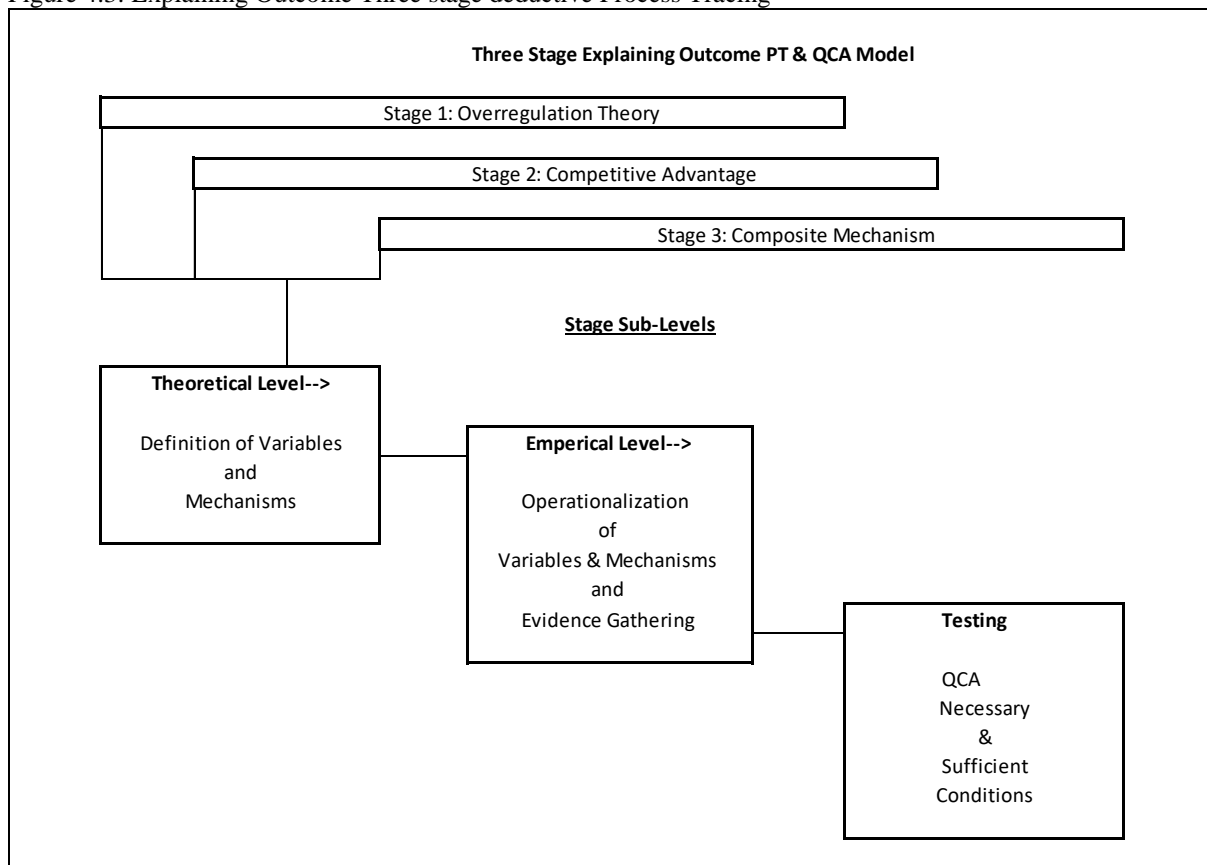 Figure 4.3: Explaining Outcome Three stage deductive Process Tracing
Three Stage Explaining Outcome PT & QCA Model
Stage 1: Overregulation Theory
Stage 2: Competitive Advantage
Stage 3: Composite Mechanism
Stage Sub-Levels
Theoretical Level-->
Definition of Variables
and
Mechanisms
Emperical Level-->
Operationalization
of
Variables & Mechanisms
and
Evidence Gathering
Testing
QCA
Necessary
&
Sufficient
Conditions